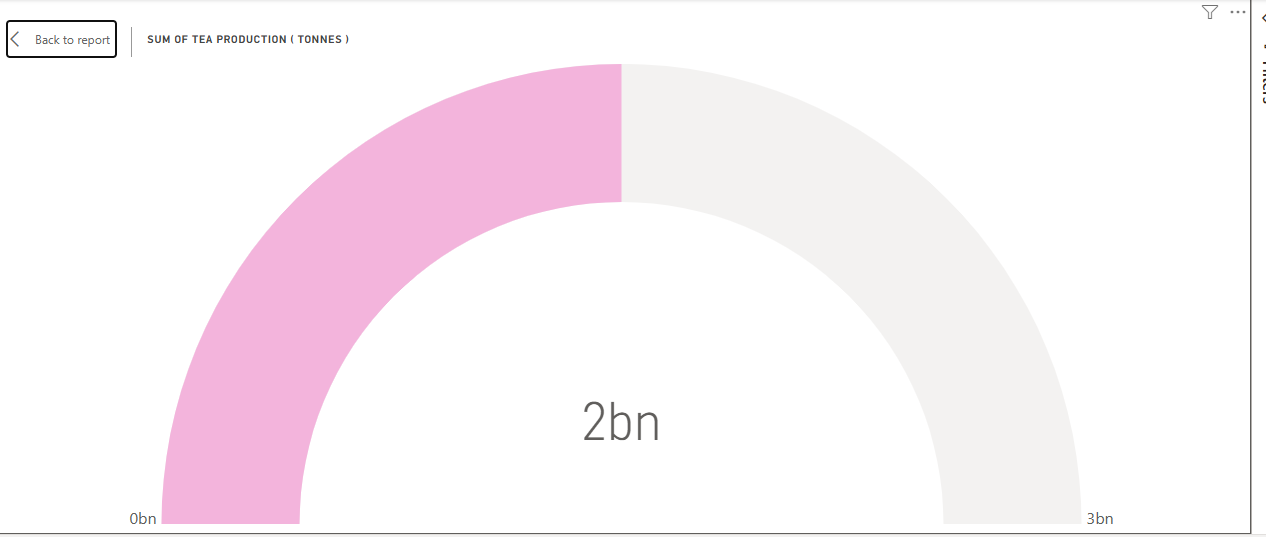 Back to report
SUM OF TEA PRODUCTION ( TONNES )
2bn
0bn
3bn